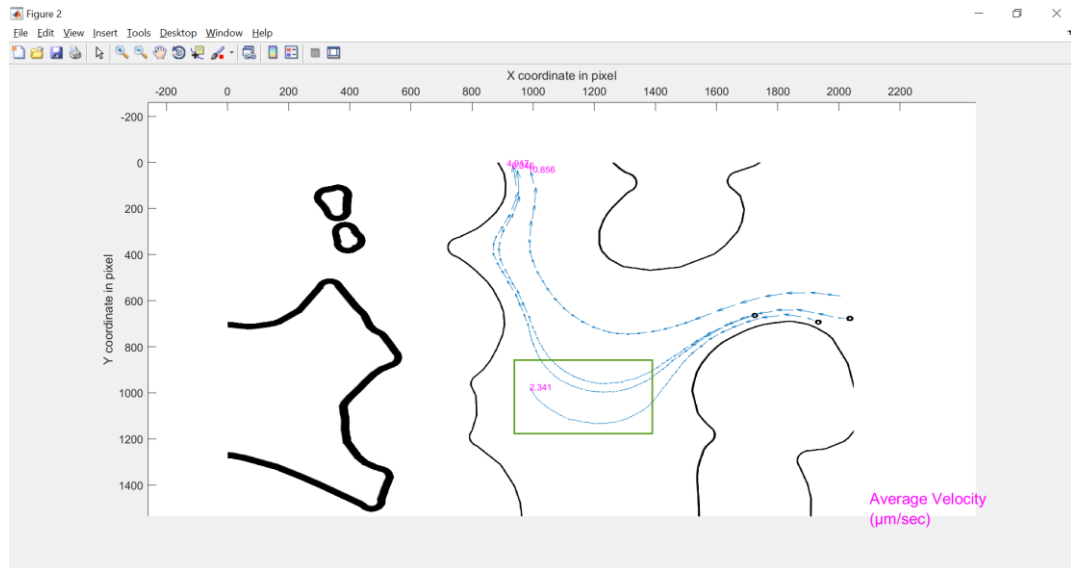 Figure 2
File Edit View Insert Tools Desktop Window Help
X coordinate in pixel
-200 0 200 400 600 800 1000 1200 1400 1600 1800 2000 2200
-200
0
200
400
600
800
1000
1200
1400
Y coordinate in pixel
4.947
10.856
2.341
Average Velocity
(µm/sec)